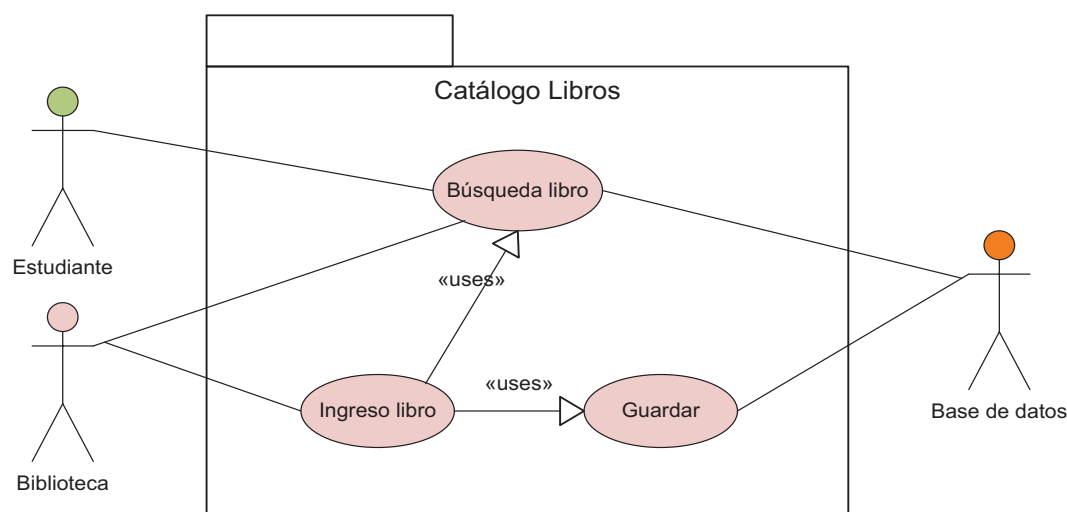 Catálogo Libros
Búsqueda libro
Estudiante
«uses»
«uses»
Ingreso libro
Guardar
Base de datos
Biblioteca